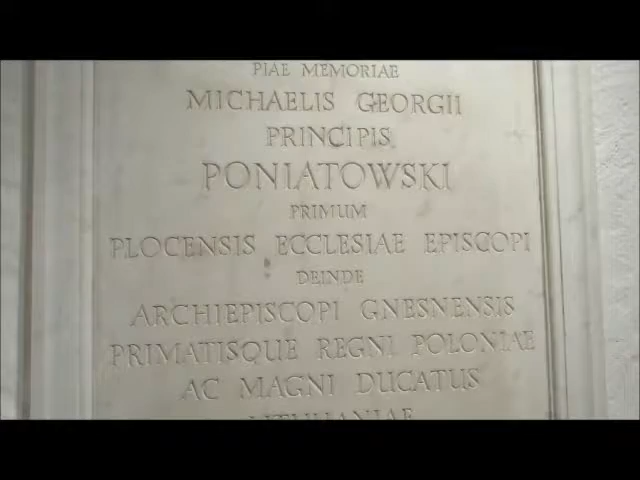 PIAE MEMORIAE
MICHAELIS GEORGII
PRINCIPIS
PONIATOWSKI
PRIMUM
PLOCENSIS ECCLESIAE EPISCOPI
DEINDE
ARCHIEPISCOPI GNESNENSIS
PRIMATISQUE REGNI POLONIAE
AC MAGNI DUCATUS
LITHUANIAE